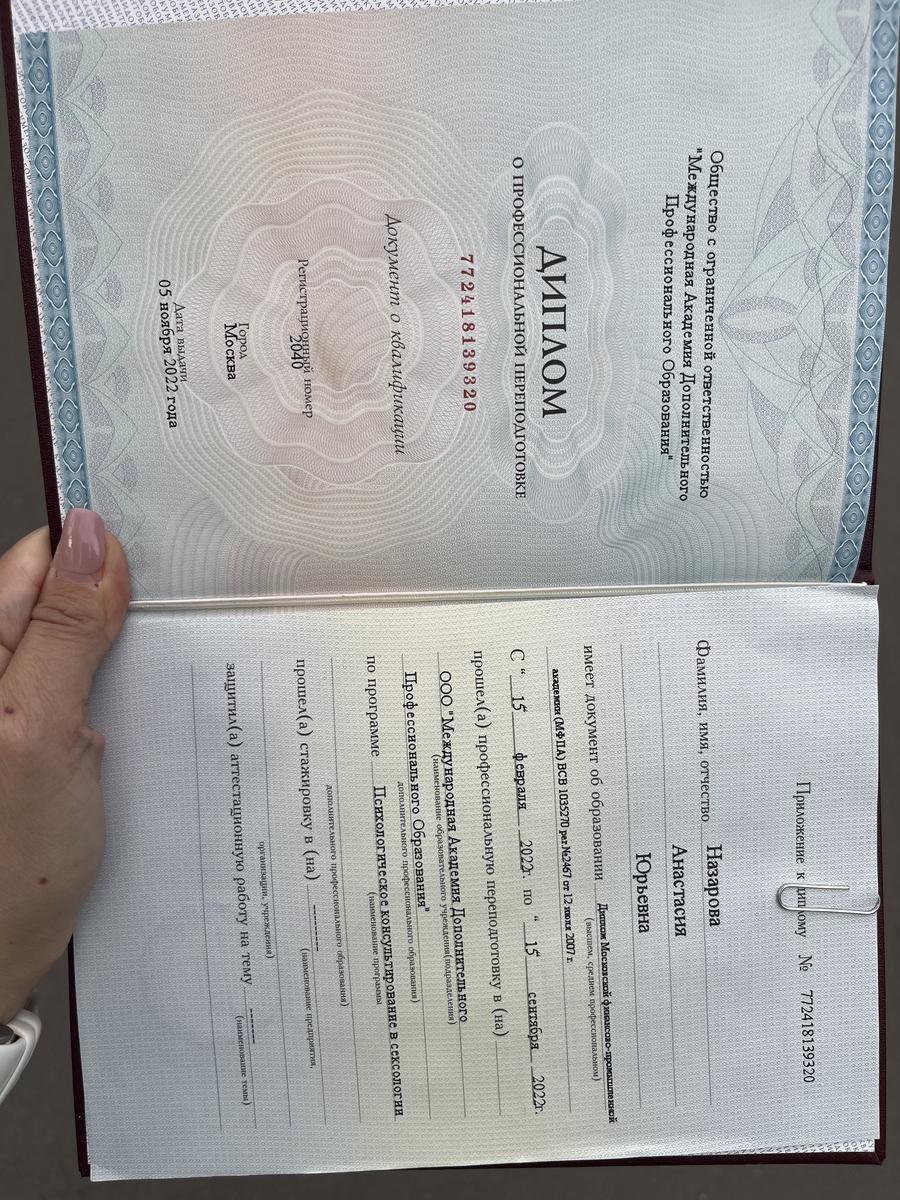 Общество с ограниченной ответственностью
"Международная Академия Дополнительного
Профессионального Образования"
ДИПЛОМ
О ПРОФЕССИОНАЛЬНОЙ ПЕРЕПОДГОТОВКЕ
772418139320
Документ о квалификации
Регистрационный номер
2040
Город
Москва
Дата выдачи
05 ноября 2022 года
Приложение к диплому № 772418139320
Фамилия, имя, отчество Назарова
Анастасия
Юрьевна
имеет документ об образовании Диплом Московской финансово-промышленной
(высшем, среднем профессиональном)
академии (МФПА) ВСВ 1035270 рег.№2467 от 12 июля 2007 г.
С " 15 февраля 2022г. по " 15 сентября 2022г.
прошел(а) профессиональную переподготовку в (на)
ООО "Международная Академия Дополнительного
(наименование образовательного учреждения(подразделения)
Профессионального Образования"
дополнительного профессионального образования)
по программе Психологическое консультирование в сексологии
(наименование программы
дополнительного профессионального образования)
прошел(а) стажировку в (на) --------
(наименование предприятия,
организации, учреждения)
защитил(а) аттестационную работу на тему ------
(наименование темы)